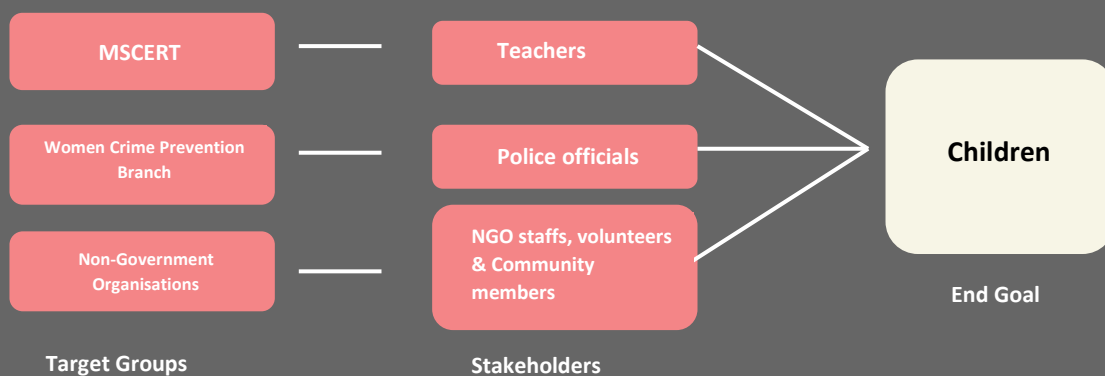 MSCERT
Teachers
Women Crime Prevention
Branch
Police officials
Children
Non-Government
Organisations
NGO staffs, volunteers
& Community
members
End Goal
Target Groups
Stakeholders